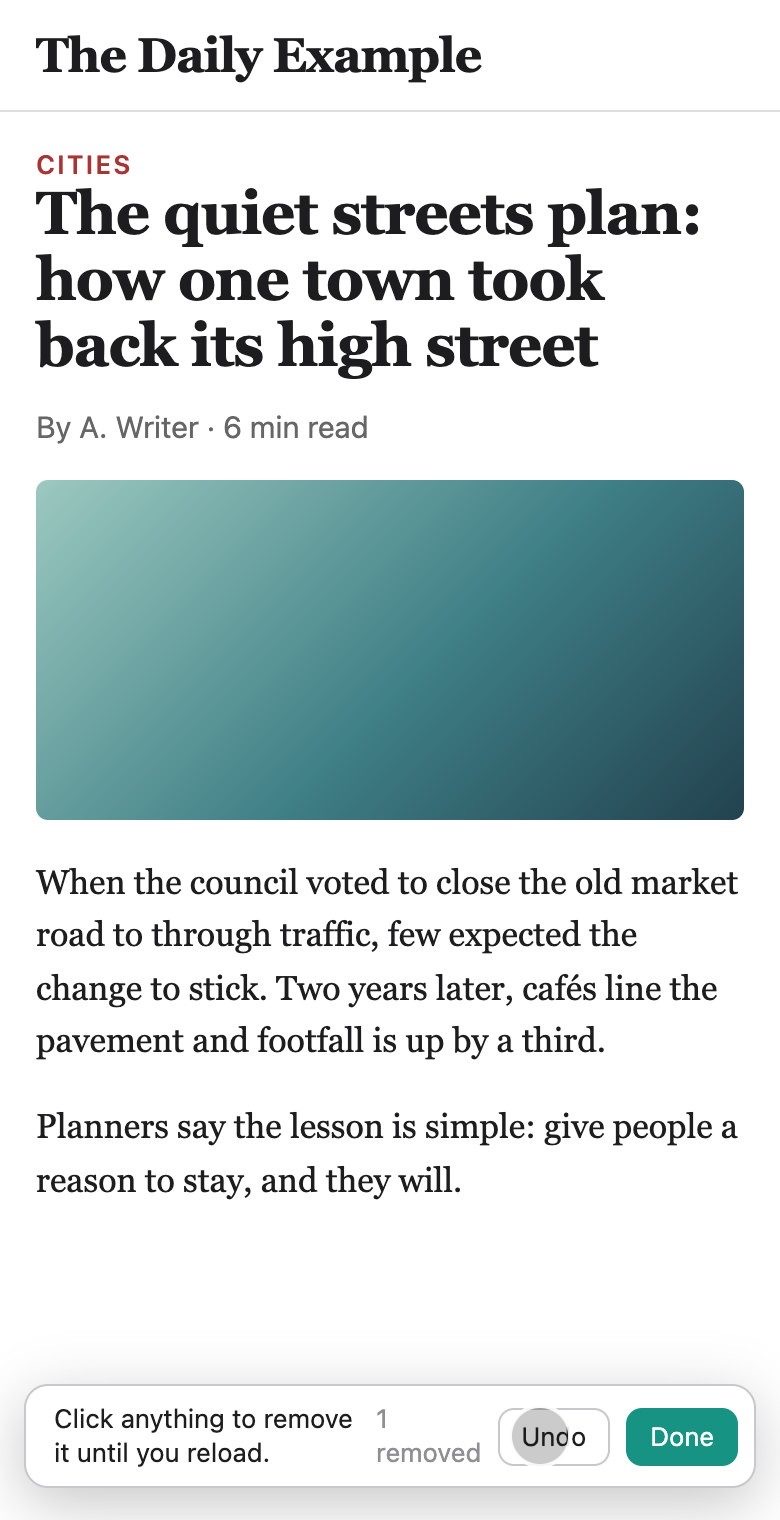 The Daily Example
CITIES
The quiet streets plan:
how one town took
back its high street
By A. Writer · 6 min read
When the council voted to close the old market
road to through traffic, few expected the
change to stick. Two years later, cafés line the
pavement and footfall is up by a third.
Planners say the lesson is simple: give people a
reason to stay, and they will.
Click anything to remove
it until you reload.
1
removed
Undo
Done